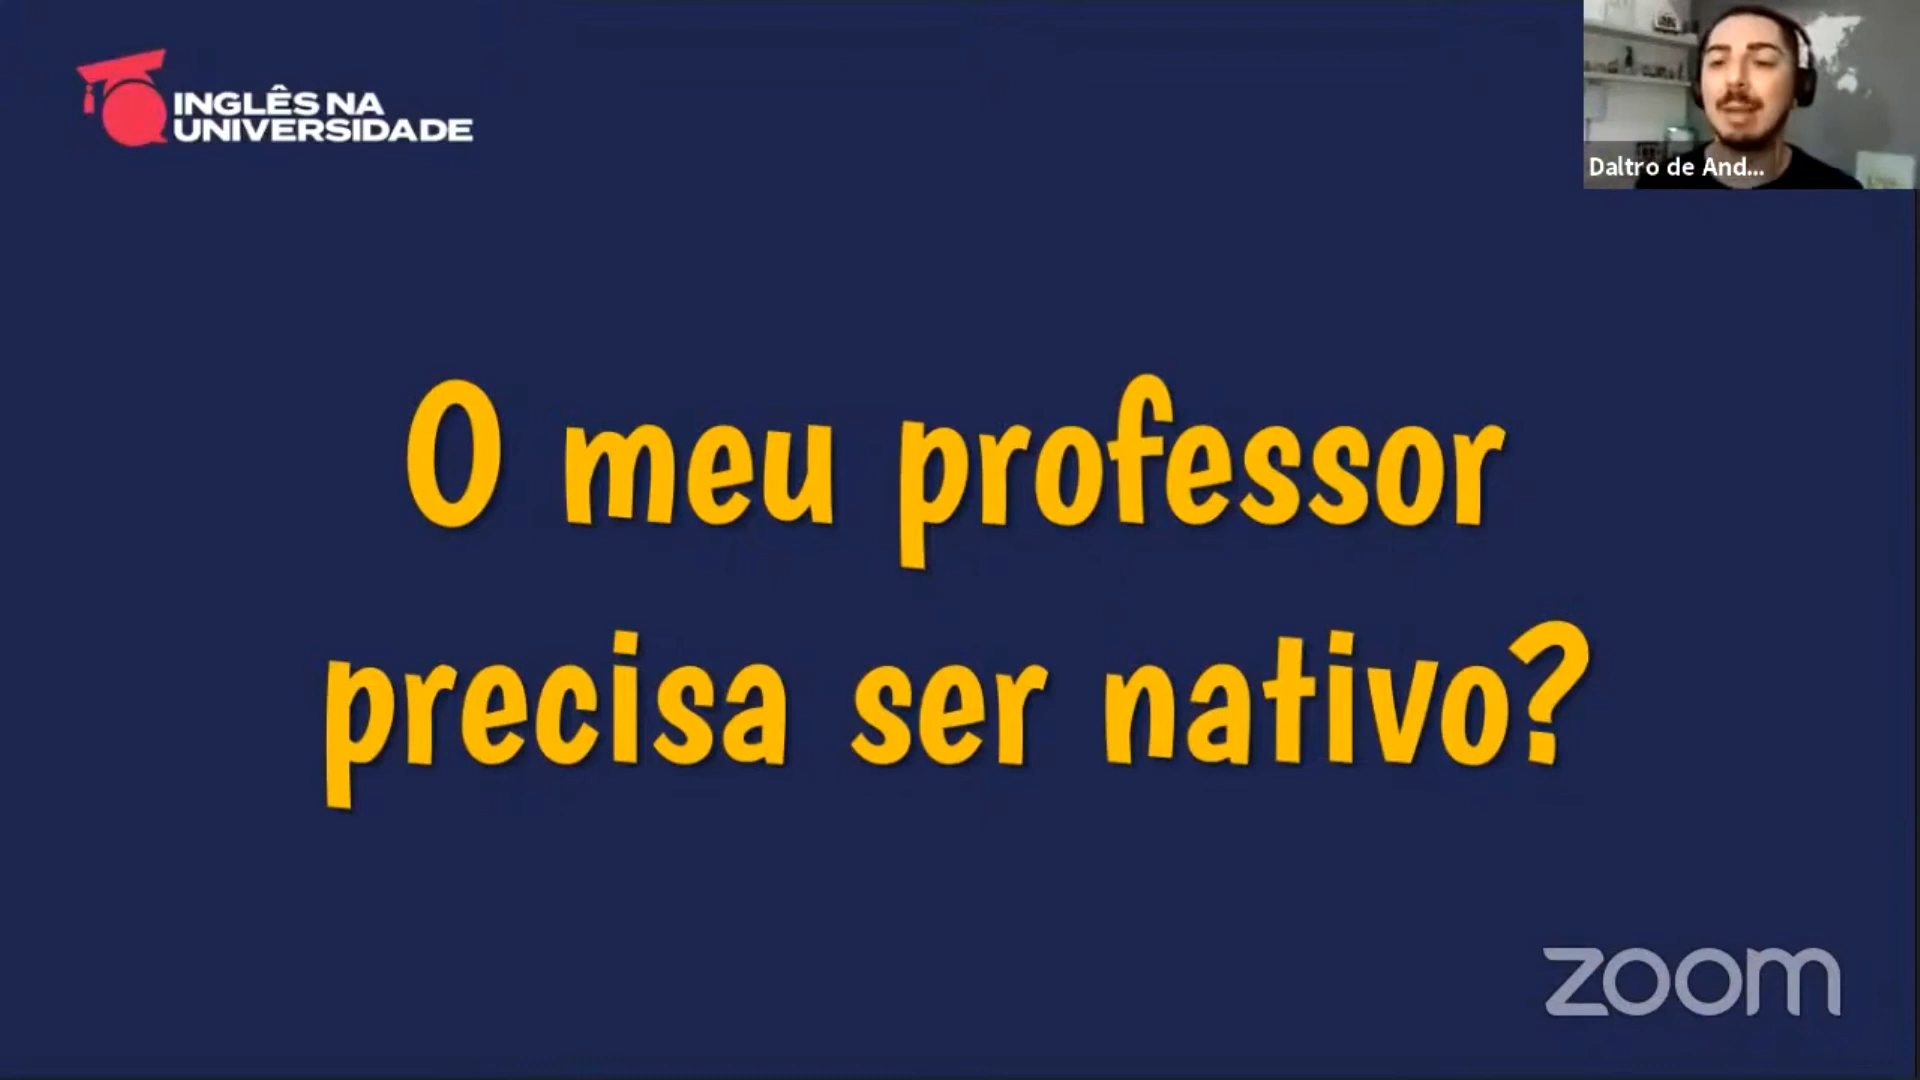 INGLÊS NA
UNIVERSIDADE
Daltro de And...
O meu professor
precisa ser nativo?
zoom